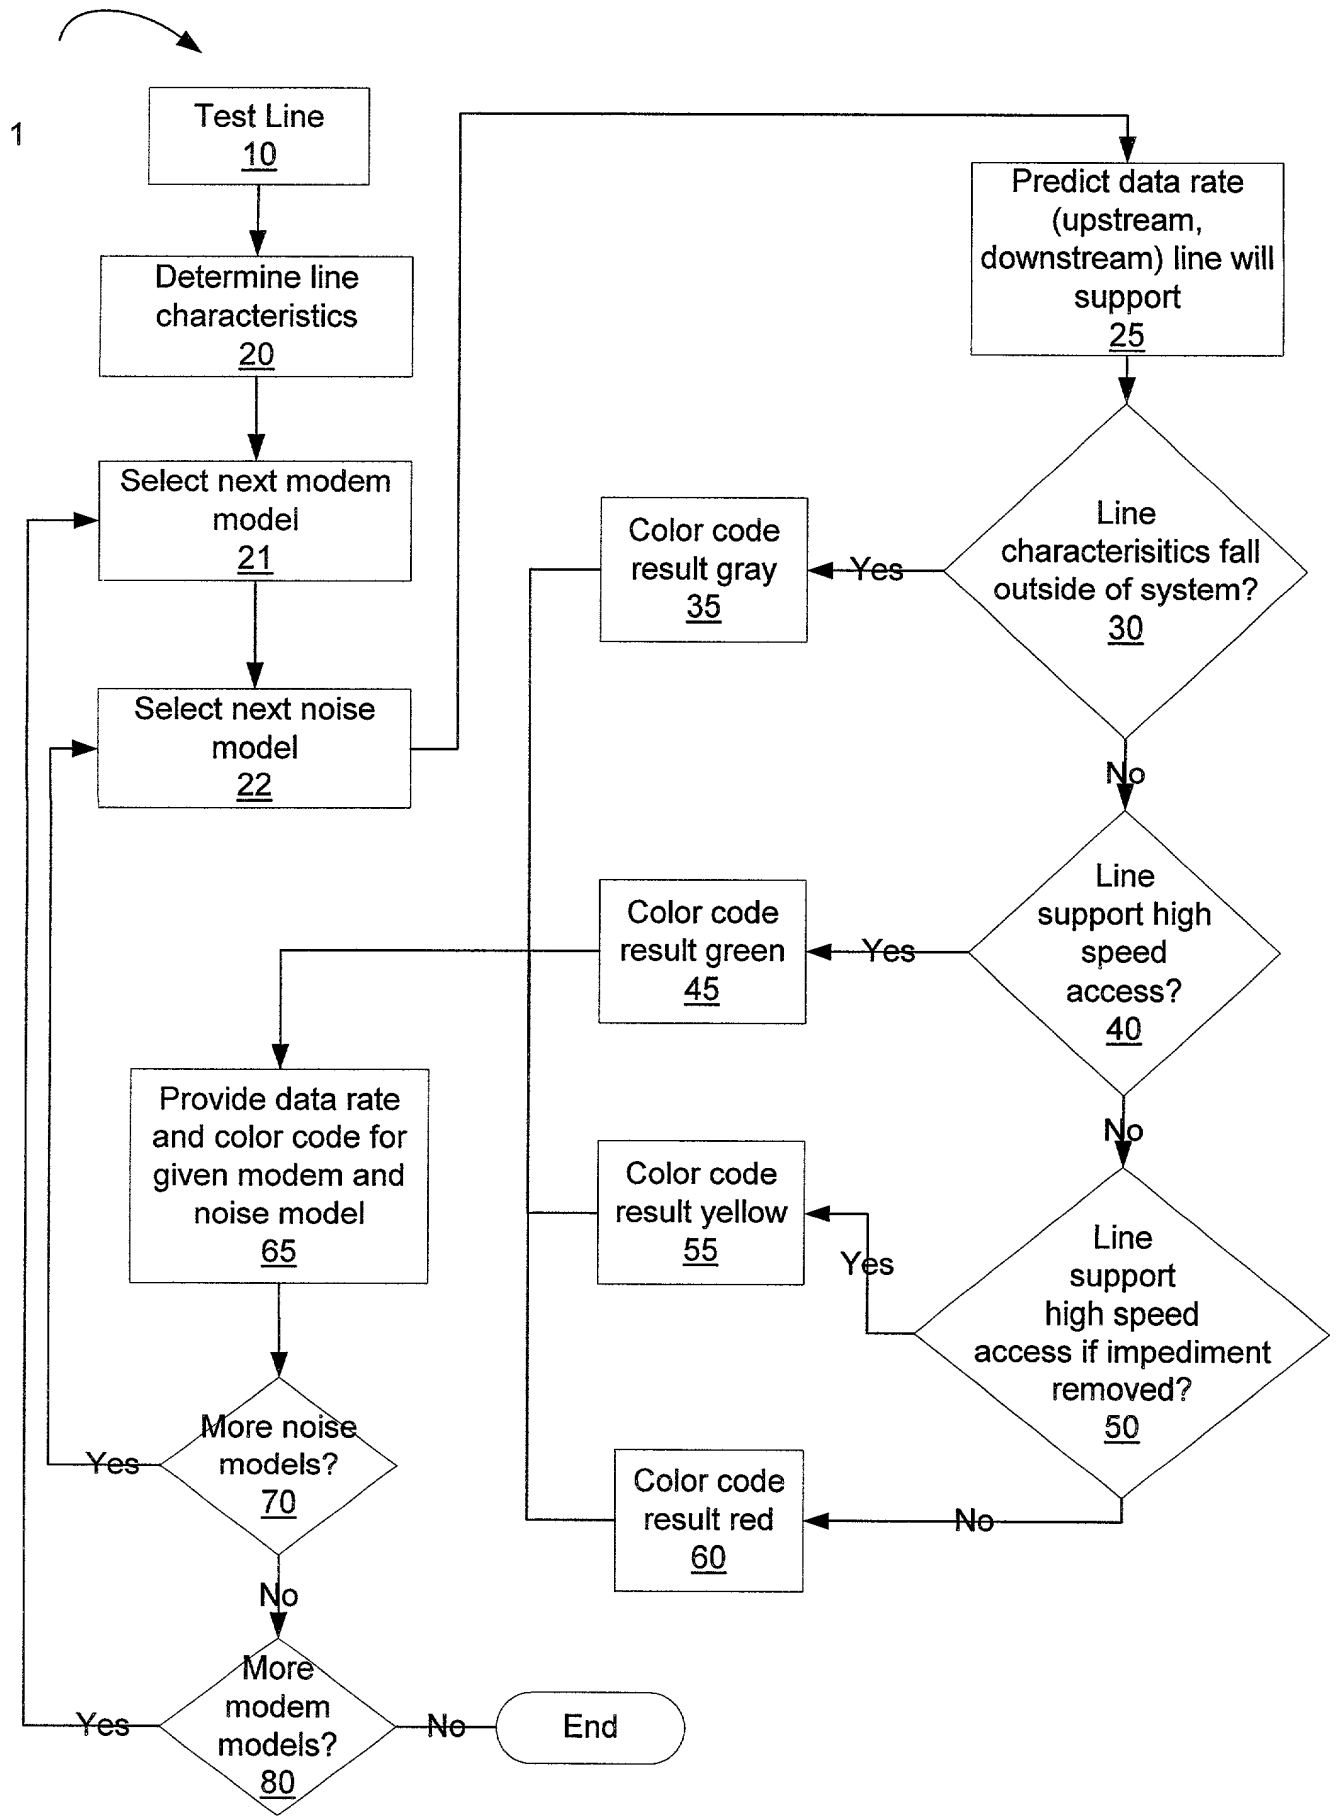 1
Test Line
10
Determine line
characteristics
20
Select next modem
model
21
Select next noise
model
22
Predict data rate
(upstream,
downstream) line will
support
25
Line
characterisitics fall
outside of system?
30
Yes
Color code
result gray
35
No
Line
support high
speed
access?
40
Yes
Color code
result green
45
No
Line
support
high speed
access if impediment
removed?
50
Yes
Color code
result yellow
55
No
Color code
result red
60
Provide data rate
and color code for
given modem and
noise model
65
More noise
models?
70
Yes
No
More
modem
models?
80
Yes
No
End